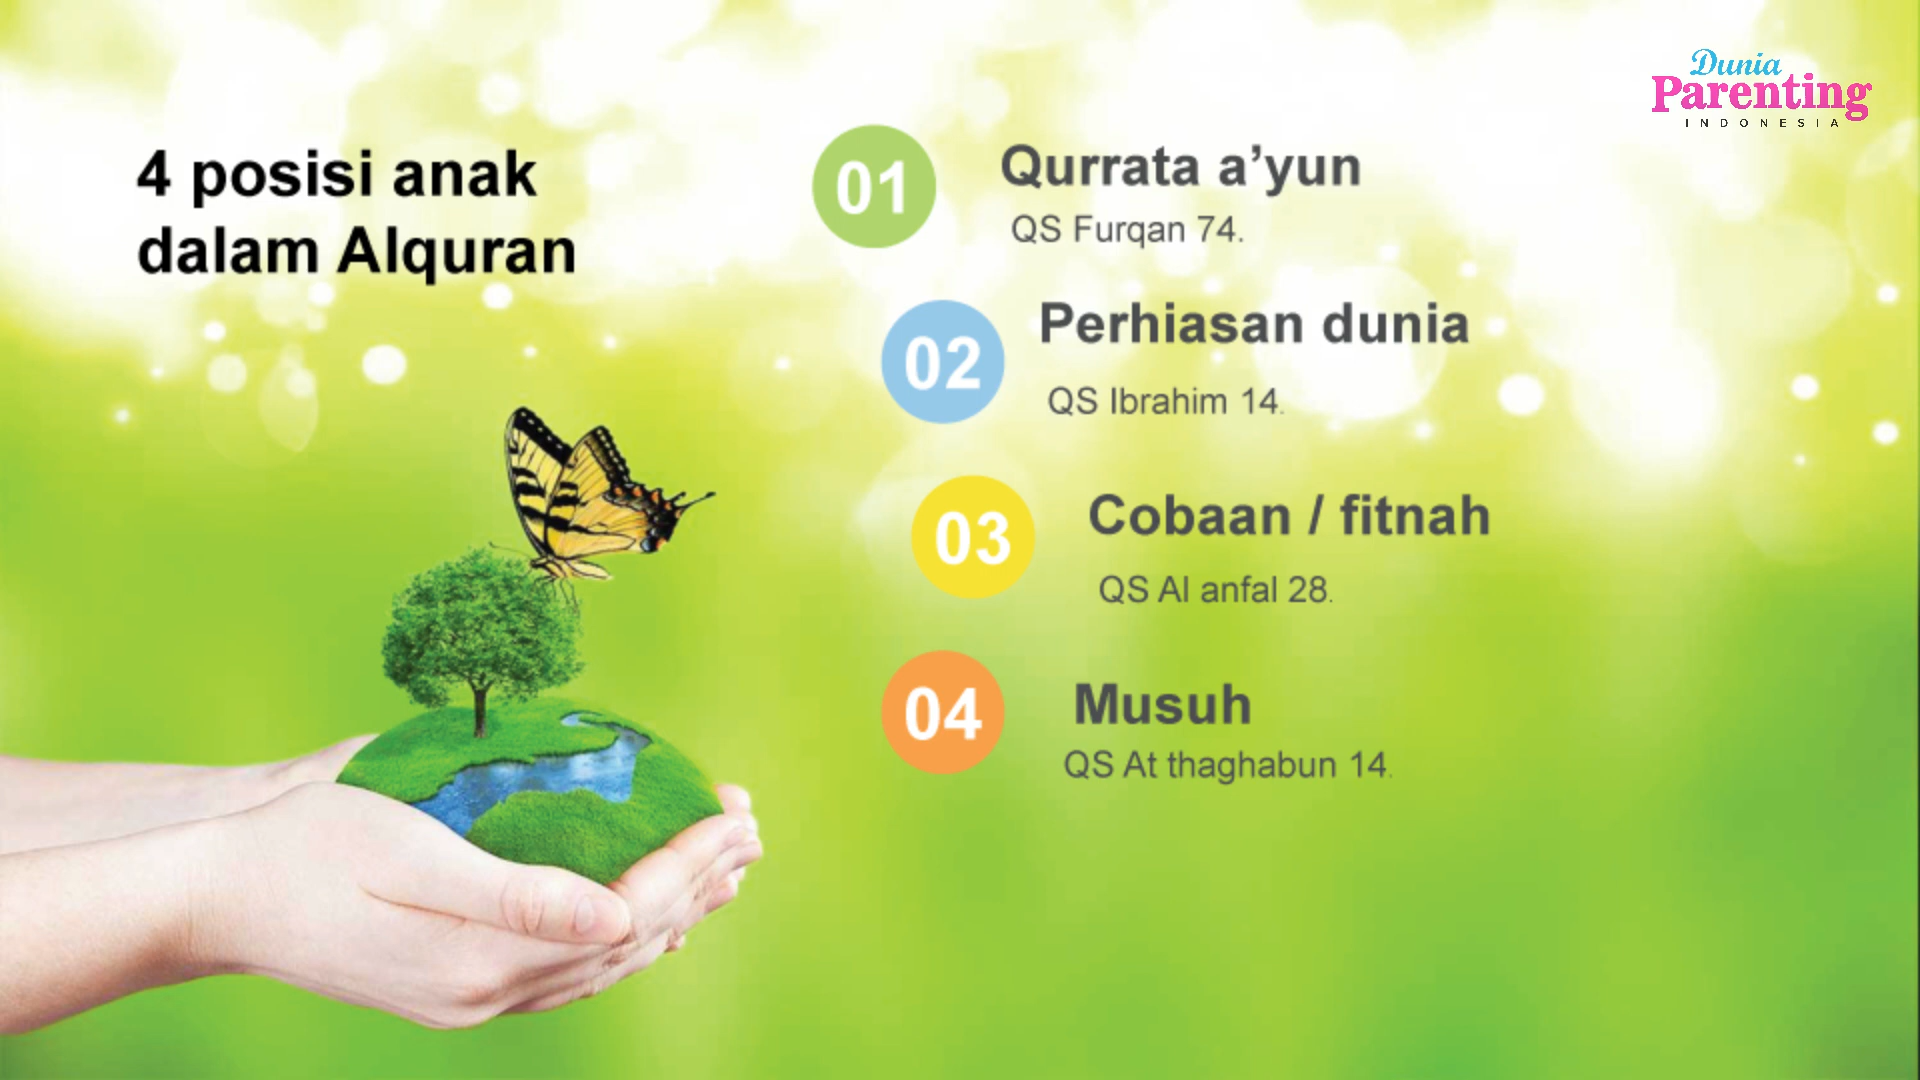 Dunia
Parenting
INDONESIA
4 posisi anak
dalam Alquran
01
Qurrata a’yun
QS Furqan 74.
02
Perhiasan dunia
QS Ibrahim 14.
03
Cobaan / fitnah
QS Al anfal 28.
04
Musuh
QS At thaghabun 14.